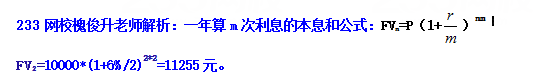 233 网校槐俊升老师解析：一年算 m 次利息的本息和公式：FVₙ=P（1+r/m）ⁿᵐ
FV₂=10000*(1+6%/2)²*²=11255 元。